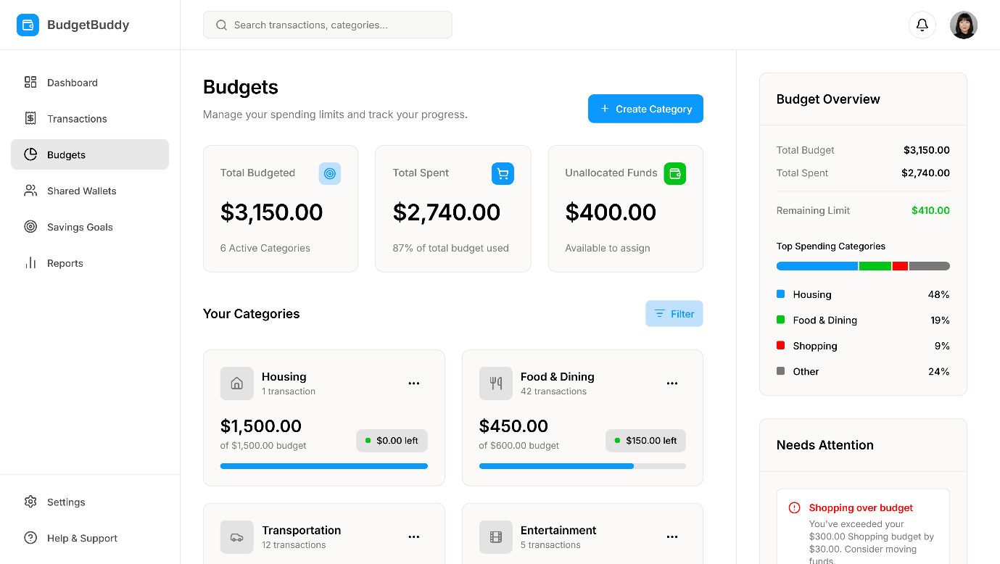 BudgetBuddy
Search transactions, categories...
Dashboard
Transactions
Budgets
Shared Wallets
Savings Goals
Reports
Settings
Help & Support
Budgets
Manage your spending limits and track your progress.
Create Category
Total Budgeted
$3,150.00
6 Active Categories
Total Spent
$2,740.00
87% of total budget used
Unallocated Funds
$400.00
Available to assign
Your Categories
Filter
Housing
1 transaction
$1,500.00
of $1,500.00 budget
$0.00 left
Food & Dining
42 transactions
$450.00
of $600.00 budget
$150.00 left
Transportation
12 transactions
Entertainment
5 transactions
Budget Overview
Total Budget $3,150.00
Total Spent $2,740.00
Remaining Limit $410.00
Top Spending Categories
Housing 48%
Food & Dining 19%
Shopping 9%
Other 24%
Needs Attention
Shopping over budget
You've exceeded your
$300.00 Shopping budget by
$30.00. Consider moving
funds.